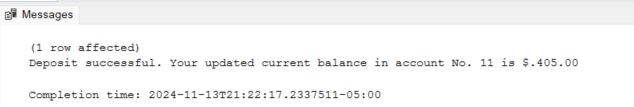 Messages
(1 row affected)
Deposit successful. Your updated current balance in account No. 11 is $.405.00
Completion time: 2024-11-13T21:22:17.2337511-05:00